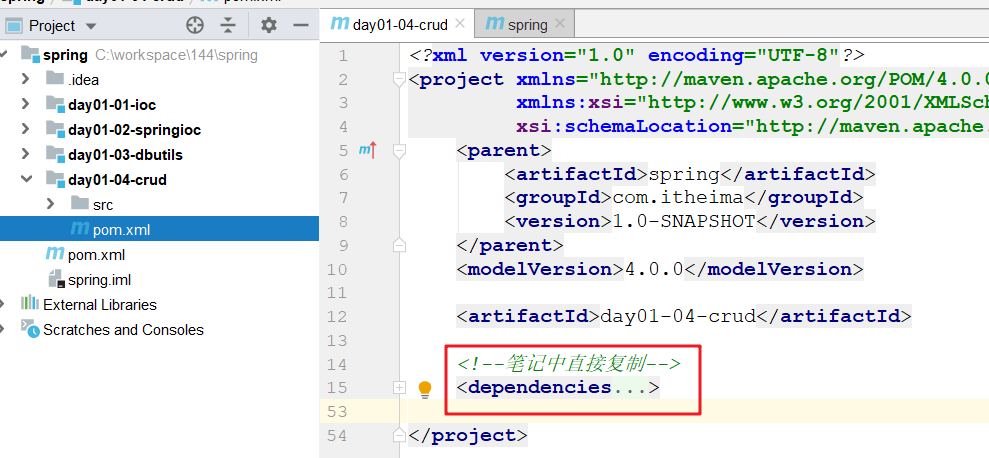 day01-04-crud pom.xml
Project
spring C:\workspace\144\spring
.idea
day01-01-ioc
day01-02-springioc
day01-03-dbutils
day01-04-crud
src
pom.xml
pom.xml
spring.iml
External Libraries
Scratches and Consoles
day01-04-crud spring
1 <?xml version="1.0" encoding="UTF-8"?>
2 <project xmlns="http://maven.apache.org/POM/4.0.0
3 xmlns:xsi="http://www.w3.org/2001/XMLSch
4 xsi:schemaLocation="http://maven.apache.
5 <parent>
6 <artifactId>spring</artifactId>
7 <groupId>com.itheima</groupId>
8 <version>1.0-SNAPSHOT</version>
9 </parent>
10 <modelVersion>4.0.0</modelVersion>
11
12 <artifactId>day01-04-crud</artifactId>
13
14 <!--笔记中直接复制-->
15 <dependencies...>
53
54 </project>